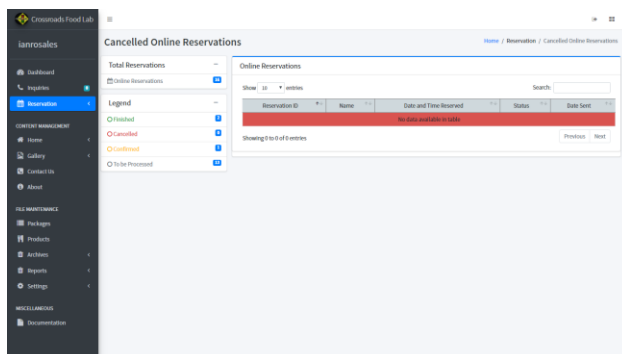 Crossroads Food Lab
ianrosales
Dashboard
Inquiries
Reservation
CONTENT MANAGEMENT
Home
Gallery
Contact Us
About
FILE MAINTENANCE
Packages
Products
Archives
Reports
Settings
MISCELLANEOUS
Documentation
Cancelled Online Reservations
Home / Reservation / Cancelled Online Reservations
Total Reservations
Online Reservations
Legend
Finished
Cancelled
Confirmed
To be Processed
Online Reservations
Show 10 entries
Search:
Reservation ID Name Date and Time Reserved Status Date Sent
No data available in table
Showing 0 to 0 of 0 entries
Previous Next